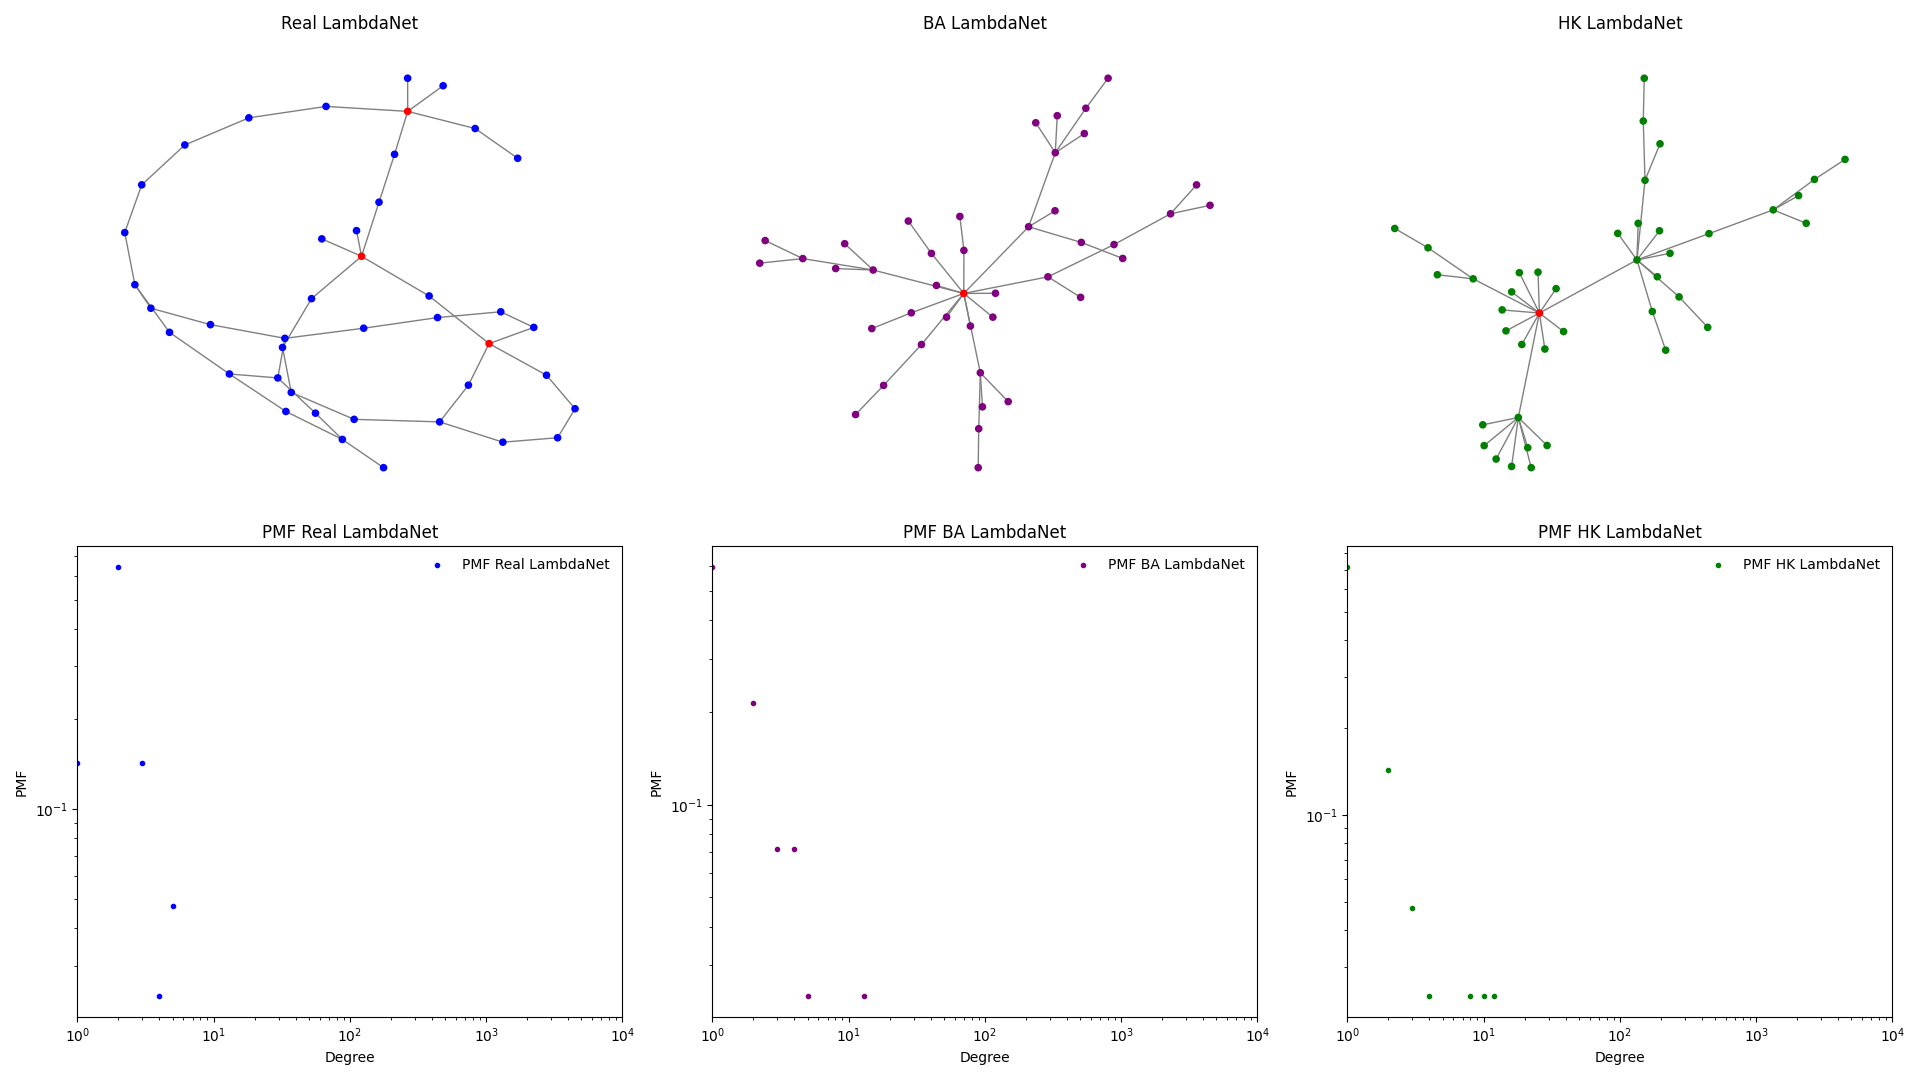 Real LambdaNet
BA LambdaNet
HK LambdaNet
PMF Real LambdaNet
PMF Real LambdaNet
PMF
10⁻¹
10⁰ 10¹ 10² 10³ 10⁴
Degree
PMF BA LambdaNet
PMF BA LambdaNet
PMF
10⁻¹
10⁰ 10¹ 10² 10³ 10⁴
Degree
PMF HK LambdaNet
PMF HK LambdaNet
PMF
10⁻¹
10⁰ 10¹ 10² 10³ 10⁴
Degree